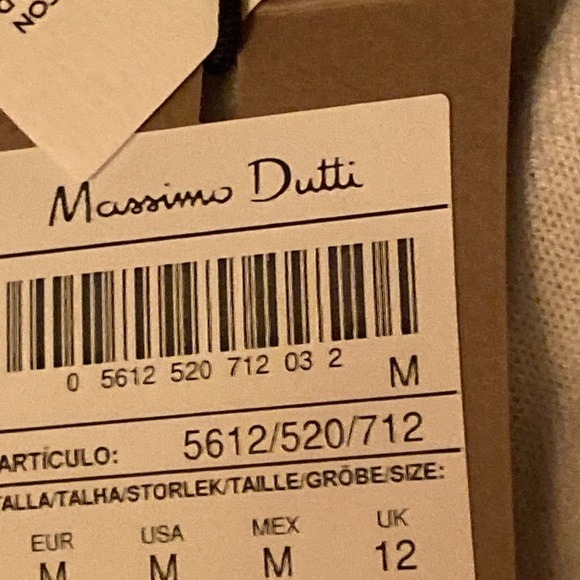 Massimo Dutti
0 5612 520 712 03 2 M
ARTÍCULO: 5612/520/712
TALLA/TALHA/STORLEK/TAILLE/GRÖBE/SIZE:
EUR USA MEX UK
M M M 12